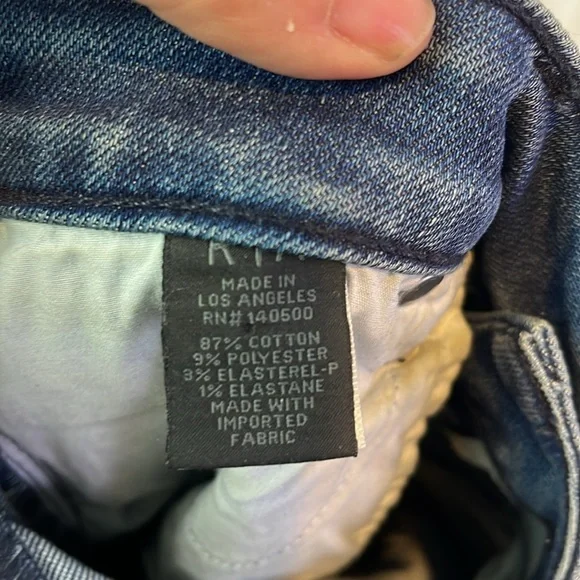 MADE IN
LOS ANGELES
RN# 140500
87% COTTON
9% POLYESTER
3% ELASTEREL-P
1% ELASTANE
MADE WITH
IMPORTED
FABRIC